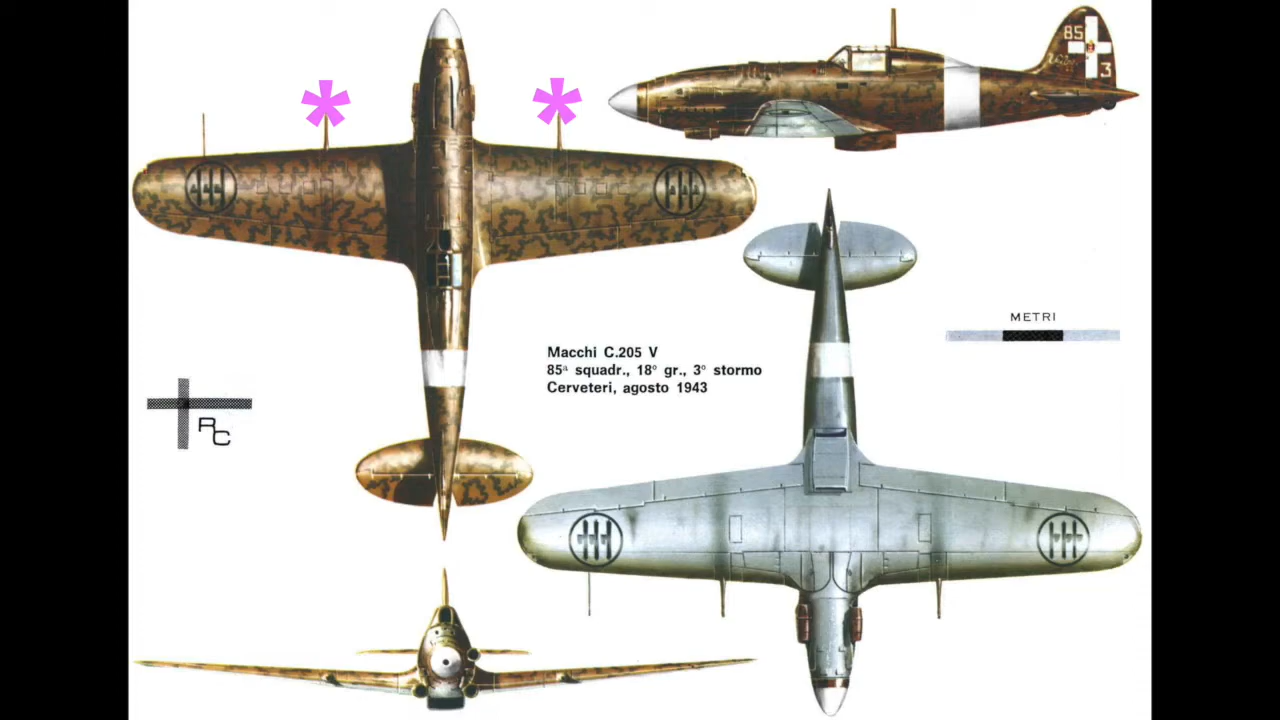 85
3
METRI
Macchi C.205 V
85ª squadr., 18° gr., 3° stormo
Cerveteri, agosto 1943
RC